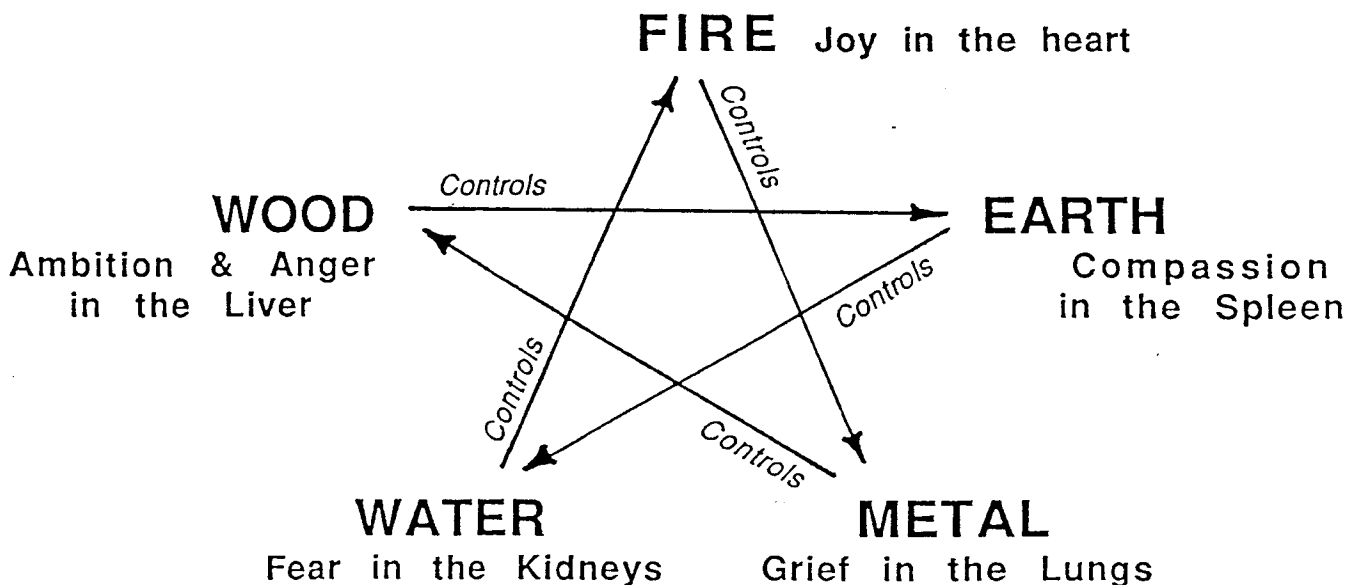 FIRE Joy in the heart
Controls
Controls
WOOD
Ambition & Anger
in the Liver
EARTH
Compassion
in the Spleen
Controls
Controls
Controls
WATER
Fear in the Kidneys
METAL
Grief in the Lungs